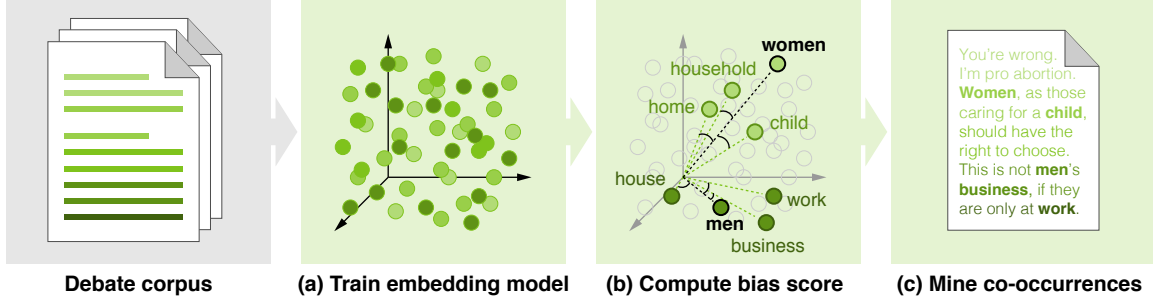 women
household
home
child
house
work
men
business
You're wrong.
I'm pro abortion.
Women, as those
caring for a child,
should have the
right to choose.
This is not men's
business, if they
are only at work.
Debate corpus
(a) Train embedding model
(b) Compute bias score
(c) Mine co-occurrences